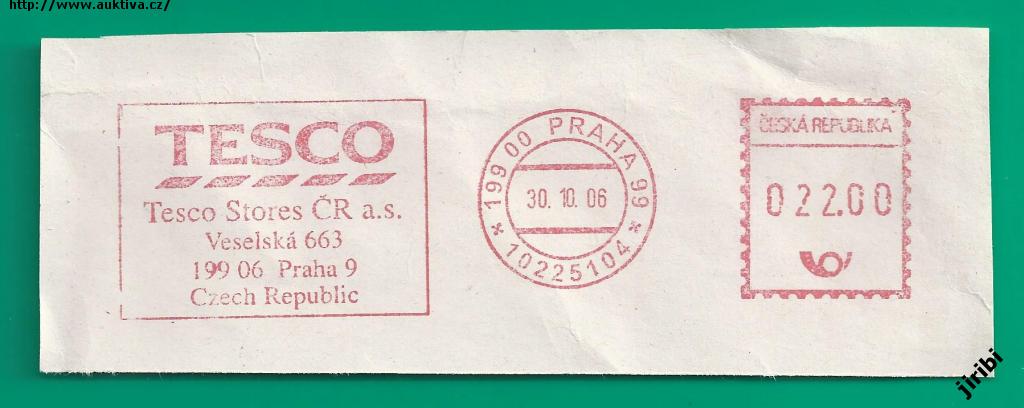 http://www.auktiva.cz/
TESCO
Tesco Stores ČR a.s.
Veselská 663
199 06 Praha 9
Czech Republic
199 00 PRAHA 99
30. 10. 06
* 10225104 *
ČESKÁ REPUBLIKA
022.00
jiribi